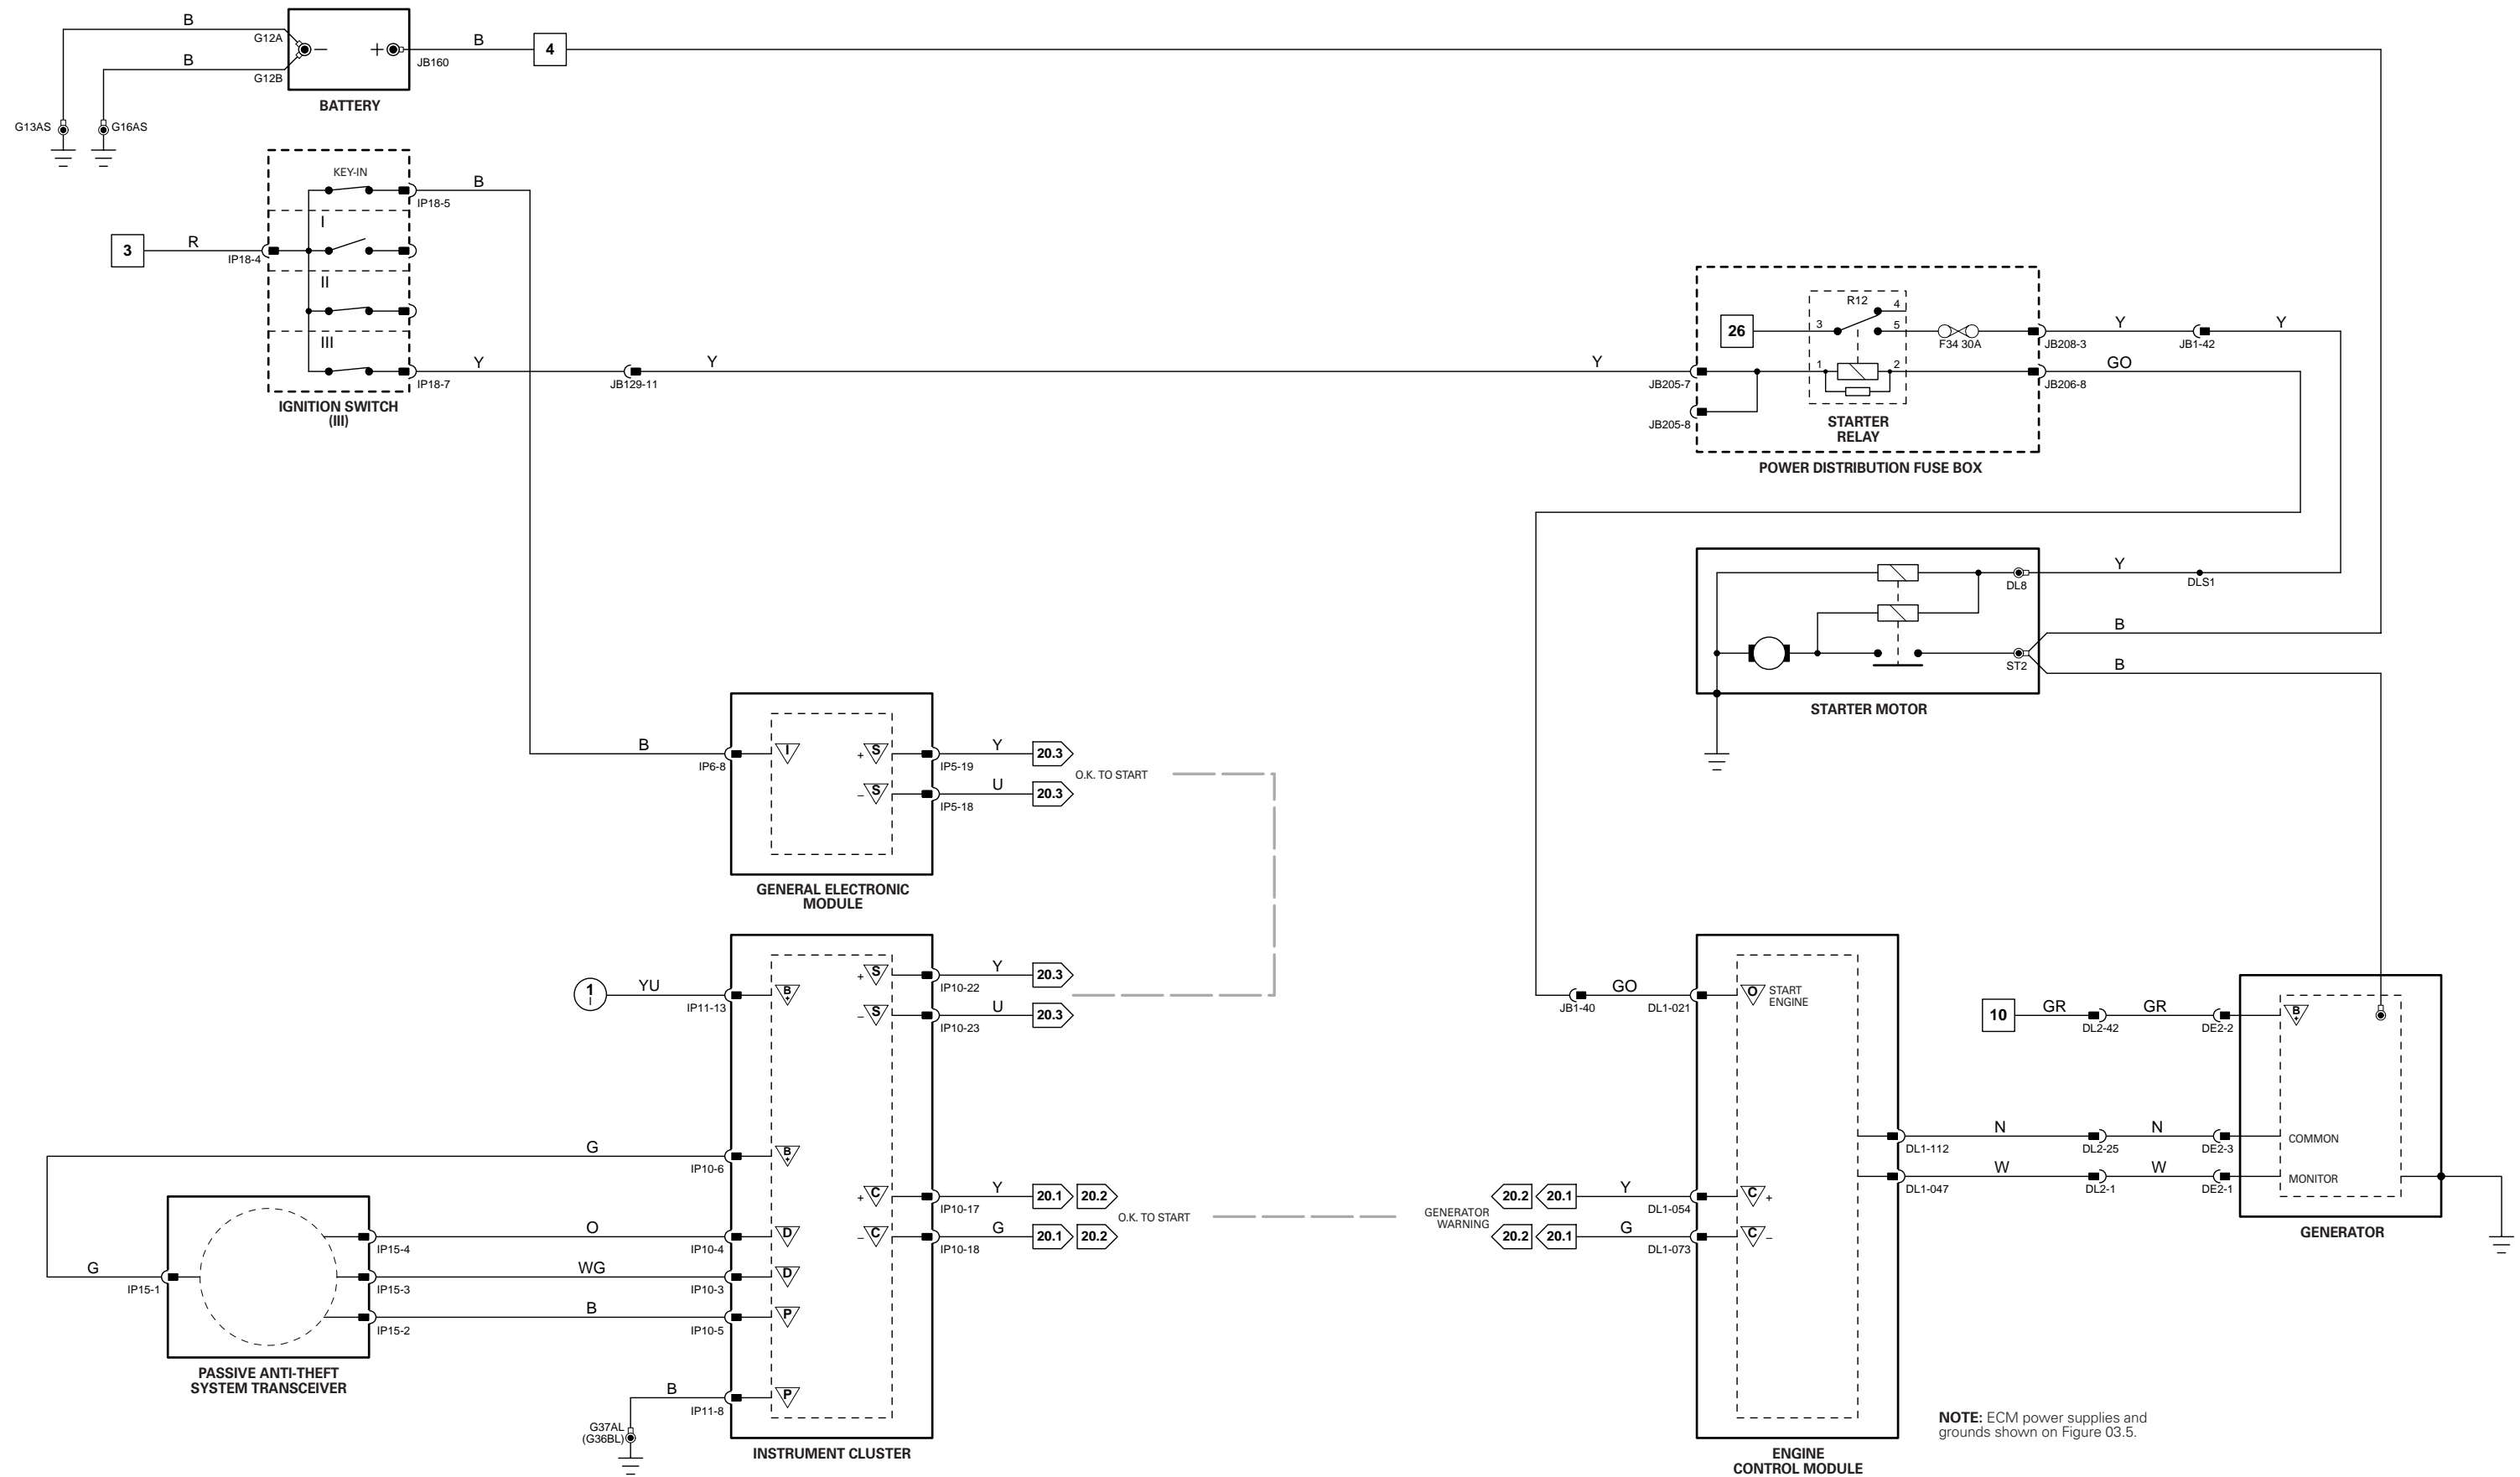 B
G12A
B
G12B
− +
JB160
B
4
BATTERY
G13AS
G16AS
KEY-IN
I
II
III
3
R
IP18-4
IP18-5
B
IP18-7
Y
JB129-11
Y
Y
IGNITION SWITCH
(III)
JB205-7
JB205-8
26
R12
3
4
5
1
2
F34 30A
STARTER
RELAY
POWER DISTRIBUTION FUSE BOX
JB208-3
Y
JB1-42
Y
JB206-8
GO
DL8
Y
DLS1
B
ST2
B
STARTER MOTOR
B
IP6-8
I
+ S
IP5-19
Y
20.3
− S
IP5-18
U
20.3
O.K. TO START
GENERAL ELECTRONIC
MODULE
1
I
YU
IP11-13
B
+
+ S
IP10-22
Y
20.3
− S
IP10-23
U
20.3
G
IP10-6
B
+
+ C
IP10-17
Y
20.1 20.2
− C
IP10-18
G
20.1 20.2
O.K. TO START
G
IP15-1
IP15-4
O
IP10-4
D
IP15-3
WG
IP10-3
D
IP15-2
B
IP10-5
P
PASSIVE ANTI-THEFT
SYSTEM TRANSCEIVER
B
IP11-8
P
G37AL
(G36BL)
INSTRUMENT CLUSTER
JB1-40
GO
DL1-021
O START
ENGINE
GENERATOR
WARNING
20.2 20.1
Y
DL1-054
C +
20.2 20.1
G
DL1-073
C −
DL1-112
N
DL2-25
N
DE2-3
COMMON
DL1-047
W
DL2-1
W
DE2-1
MONITOR
10
GR
DL2-42
GR
DE2-2
B
+
GENERATOR
ENGINE
CONTROL MODULE
NOTE: ECM power supplies and
grounds shown on Figure 03.5.